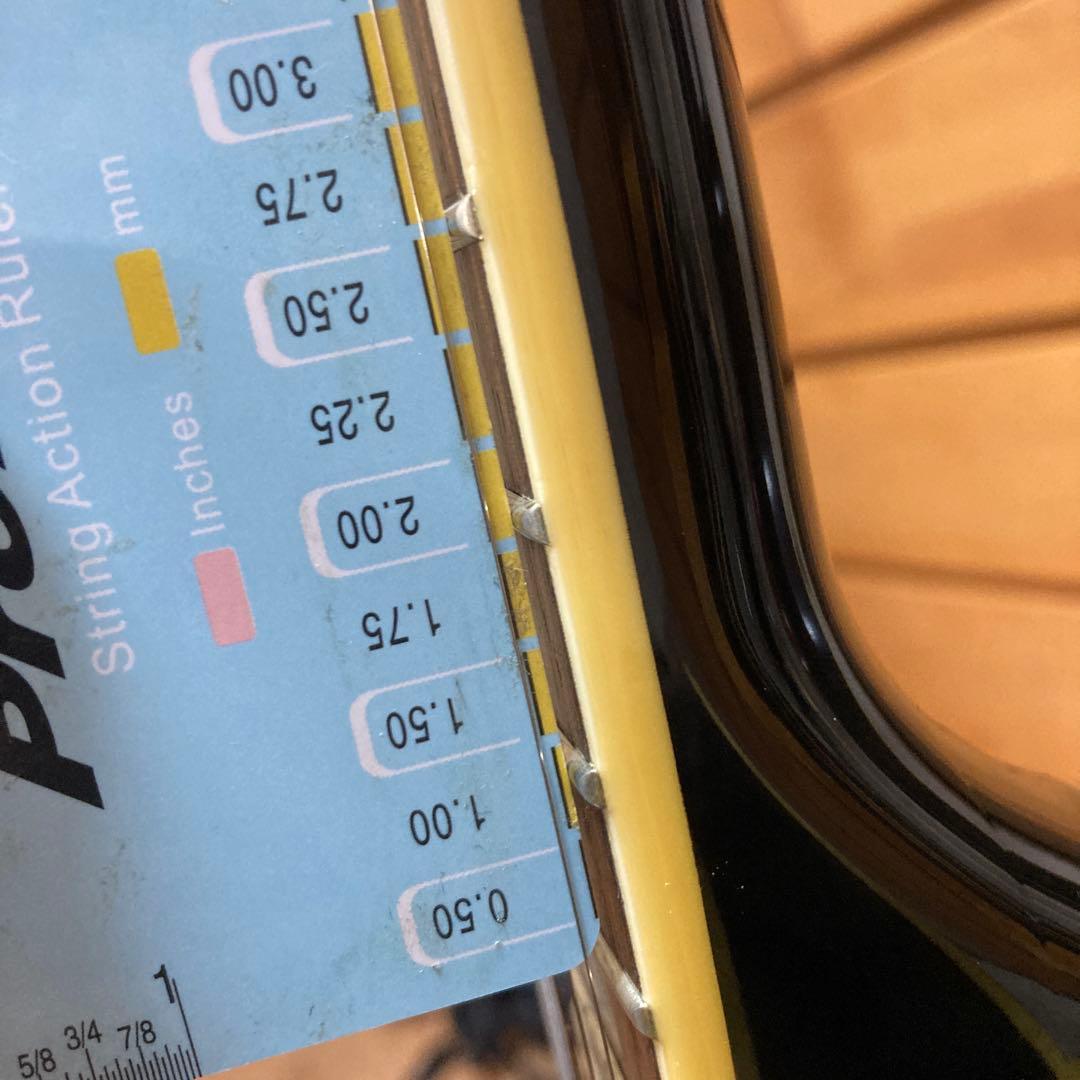 3.00
2.75
2.50
2.25
2.00
1.75
1.50
1.00
0.50
mm
Inches
String Action Ruler
5/8 3/4 7/8 1